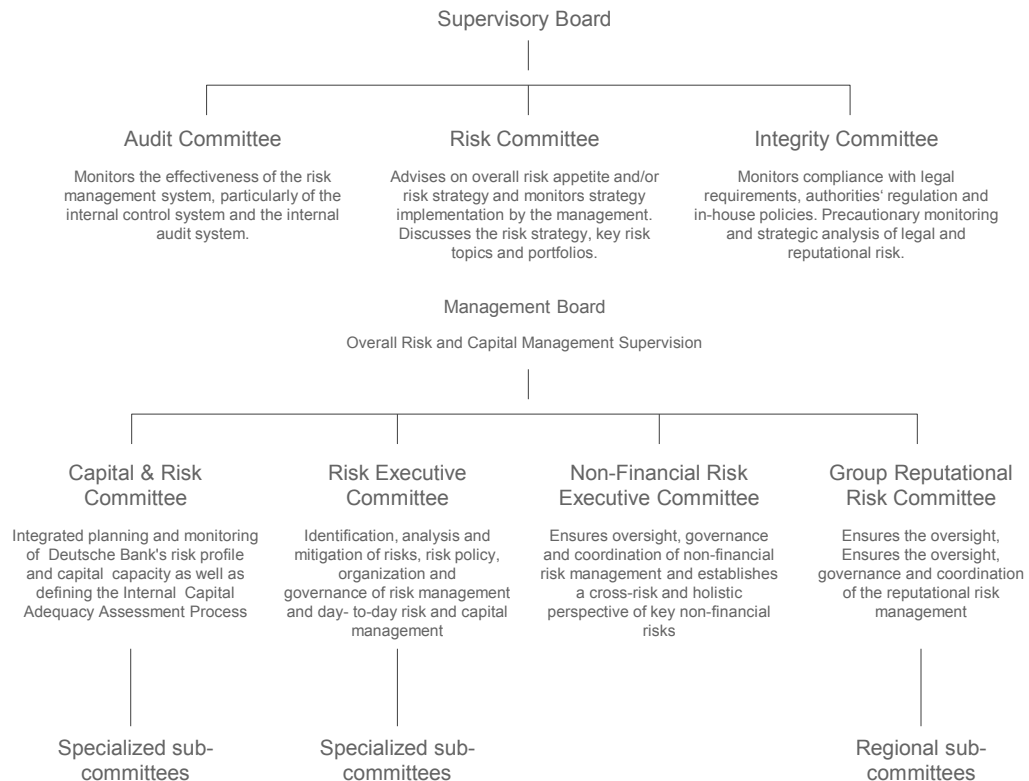 Supervisory Board
Audit Committee
Monitors the effectiveness of the risk
management system, particularly of the
internal control system and the internal
audit system.
Risk Committee
Advises on overall risk appetite and/or
risk strategy and monitors strategy
implementation by the management.
Discusses the risk strategy, key risk
topics and portfolios.
Integrity Committee
Monitors compliance with legal
requirements, authorities‘ regulation and
in-house policies. Precautionary monitoring
and strategic analysis of legal and
reputational risk.
Management Board
Overall Risk and Capital Management Supervision
Capital & Risk
Committee
Integrated planning and monitoring
of Deutsche Bank's risk profile
and capital capacity as well as
defining the Internal Capital
Adequacy Assessment Process
Specialized sub-
committees
Risk Executive
Committee
Identification, analysis and
mitigation of risks, risk policy,
organization and
governance of risk management
and day- to-day risk and capital
management
Specialized sub-
committees
Non-Financial Risk
Executive Committee
Ensures oversight, governance
and coordination of non-financial
risk management and establishes
a cross-risk and holistic
perspective of key non-financial
risks
Group Reputational
Risk Committee
Ensures the oversight,
Ensures the oversight,
governance and coordination
of the reputational risk
management
Regional sub-
committees